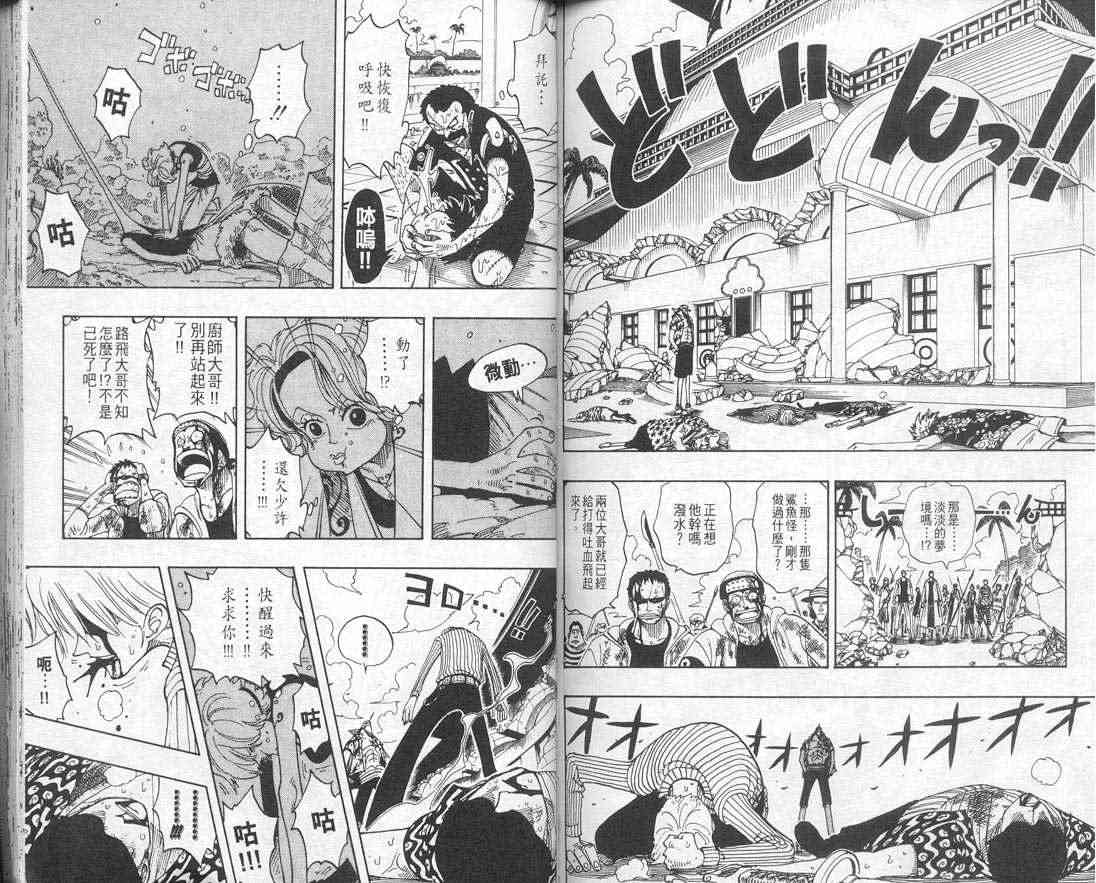 どどんっ!!
那是……
淡淡的夢
境嗎…!?
…那…那隻
鯊魚怪，剛才
做過什麼了？
正在想
他幹嗎
潑水？
兩位大哥就已經
給打得吐血飛起
來了。
オオオオオオオオオ
拜託…
快恢復
呼吸吧!!
呠嗚!!
……!!
ゴボゴボ
咕
咕
微動…
動了
……!?
還欠少許
……!!!
廚師大哥!!
別再站起來
了!!
路飛大哥不知
怎麼了!?不是
已死了吧！
ヨロ…
……
快醒過來
求求你!!!
咕
咕
咕!!!
呃…!!
………!!!